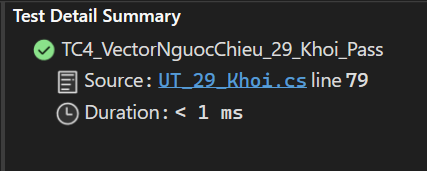 Test Detail Summary
TC4_VectorNguocChieu_29_Khoi_Pass
Source: UT_29_Khoi.cs line 79
Duration: < 1 ms